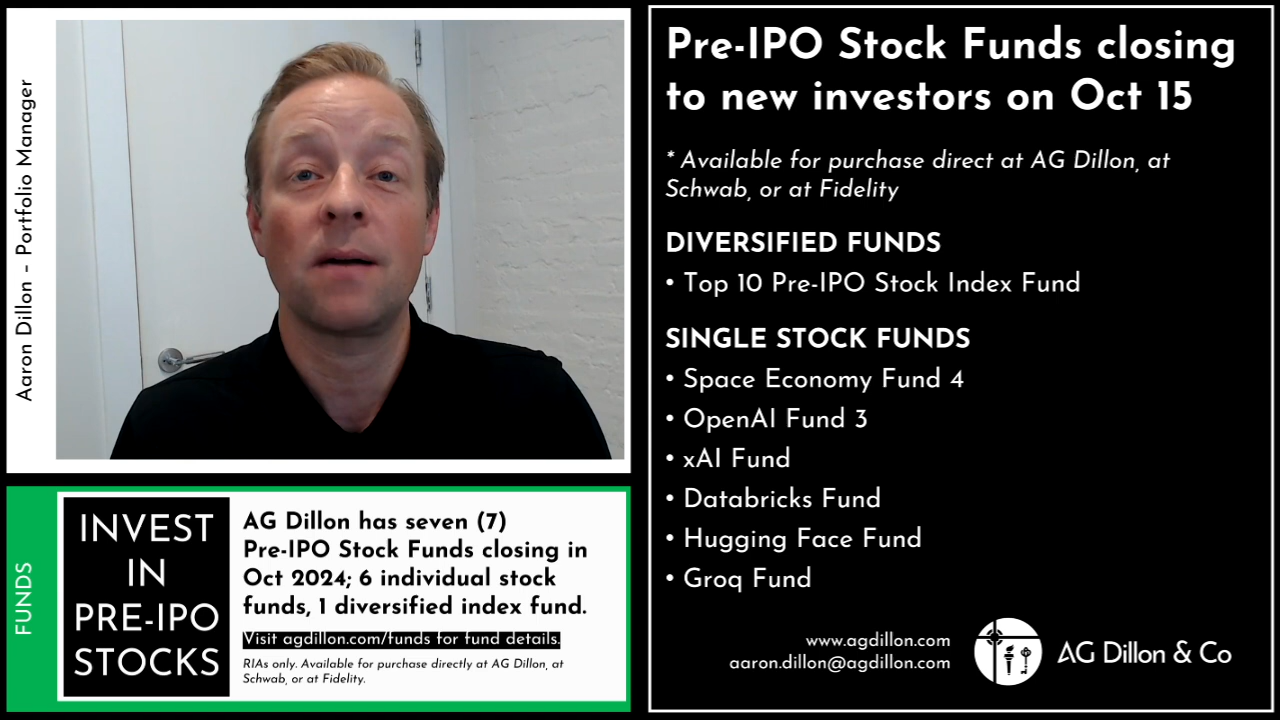 Aaron Dillon - Portfolio Manager
FUNDS
INVEST
IN
PRE-IPO
STOCKS
AG Dillon has seven (7)
Pre-IPO Stock Funds closing in
Oct 2024; 6 individual stock
funds, 1 diversified index fund.
Visit agdillon.com/funds for fund details.
RIAs only. Available for purchase directly at AG Dillon, at
Schwab, or at Fidelity.
Pre-IPO Stock Funds closing
to new investors on Oct 15
* Available for purchase direct at AG Dillon, at
Schwab, or at Fidelity
DIVERSIFIED FUNDS
• Top 10 Pre-IPO Stock Index Fund
SINGLE STOCK FUNDS
• Space Economy Fund 4
• OpenAI Fund 3
• xAI Fund
• Databricks Fund
• Hugging Face Fund
• Groq Fund
www.agdillon.com
aaron.dillon@agdillon.com
AG Dillon & Co